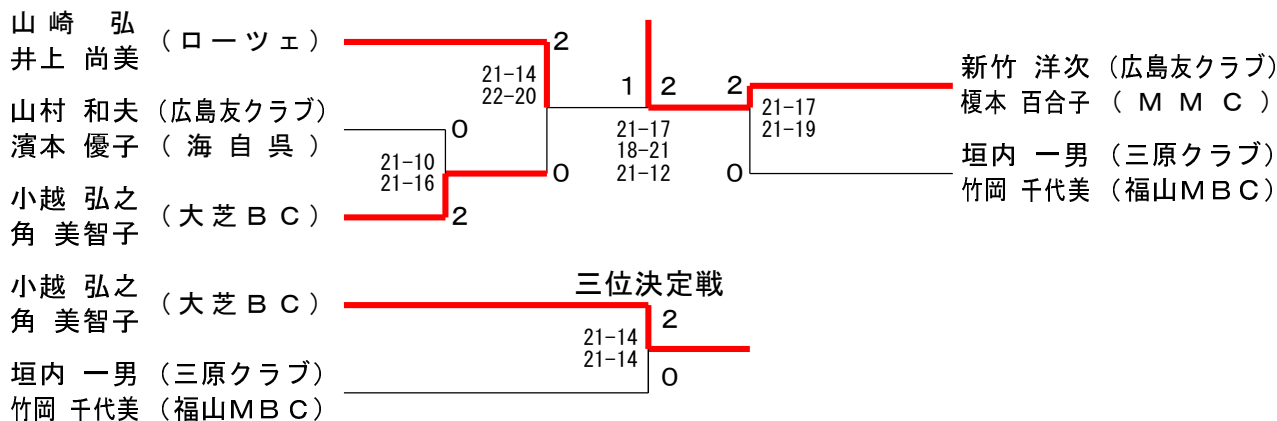 山 崎 弘 (ローツェ)
井上 尚美
2
21-14
22-20
山村 和夫 (広島友クラブ)
濱本 優子 (海自呉)
0
21-10
21-16
0
小越 弘之 (大芝BC)
角 美智子
2
1 2
21-17
18-21
21-12
2
21-17
21-19
0
新竹 洋次 (広島友クラブ)
榎本 百合子 (MMC)
垣内 一男 (三原クラブ)
竹岡 千代美 (福山MBC)
三位決定戦
小越 弘之 (大芝BC)
角 美智子
2
21-14
21-14
0
垣内 一男 (三原クラブ)
竹岡 千代美 (福山MBC)